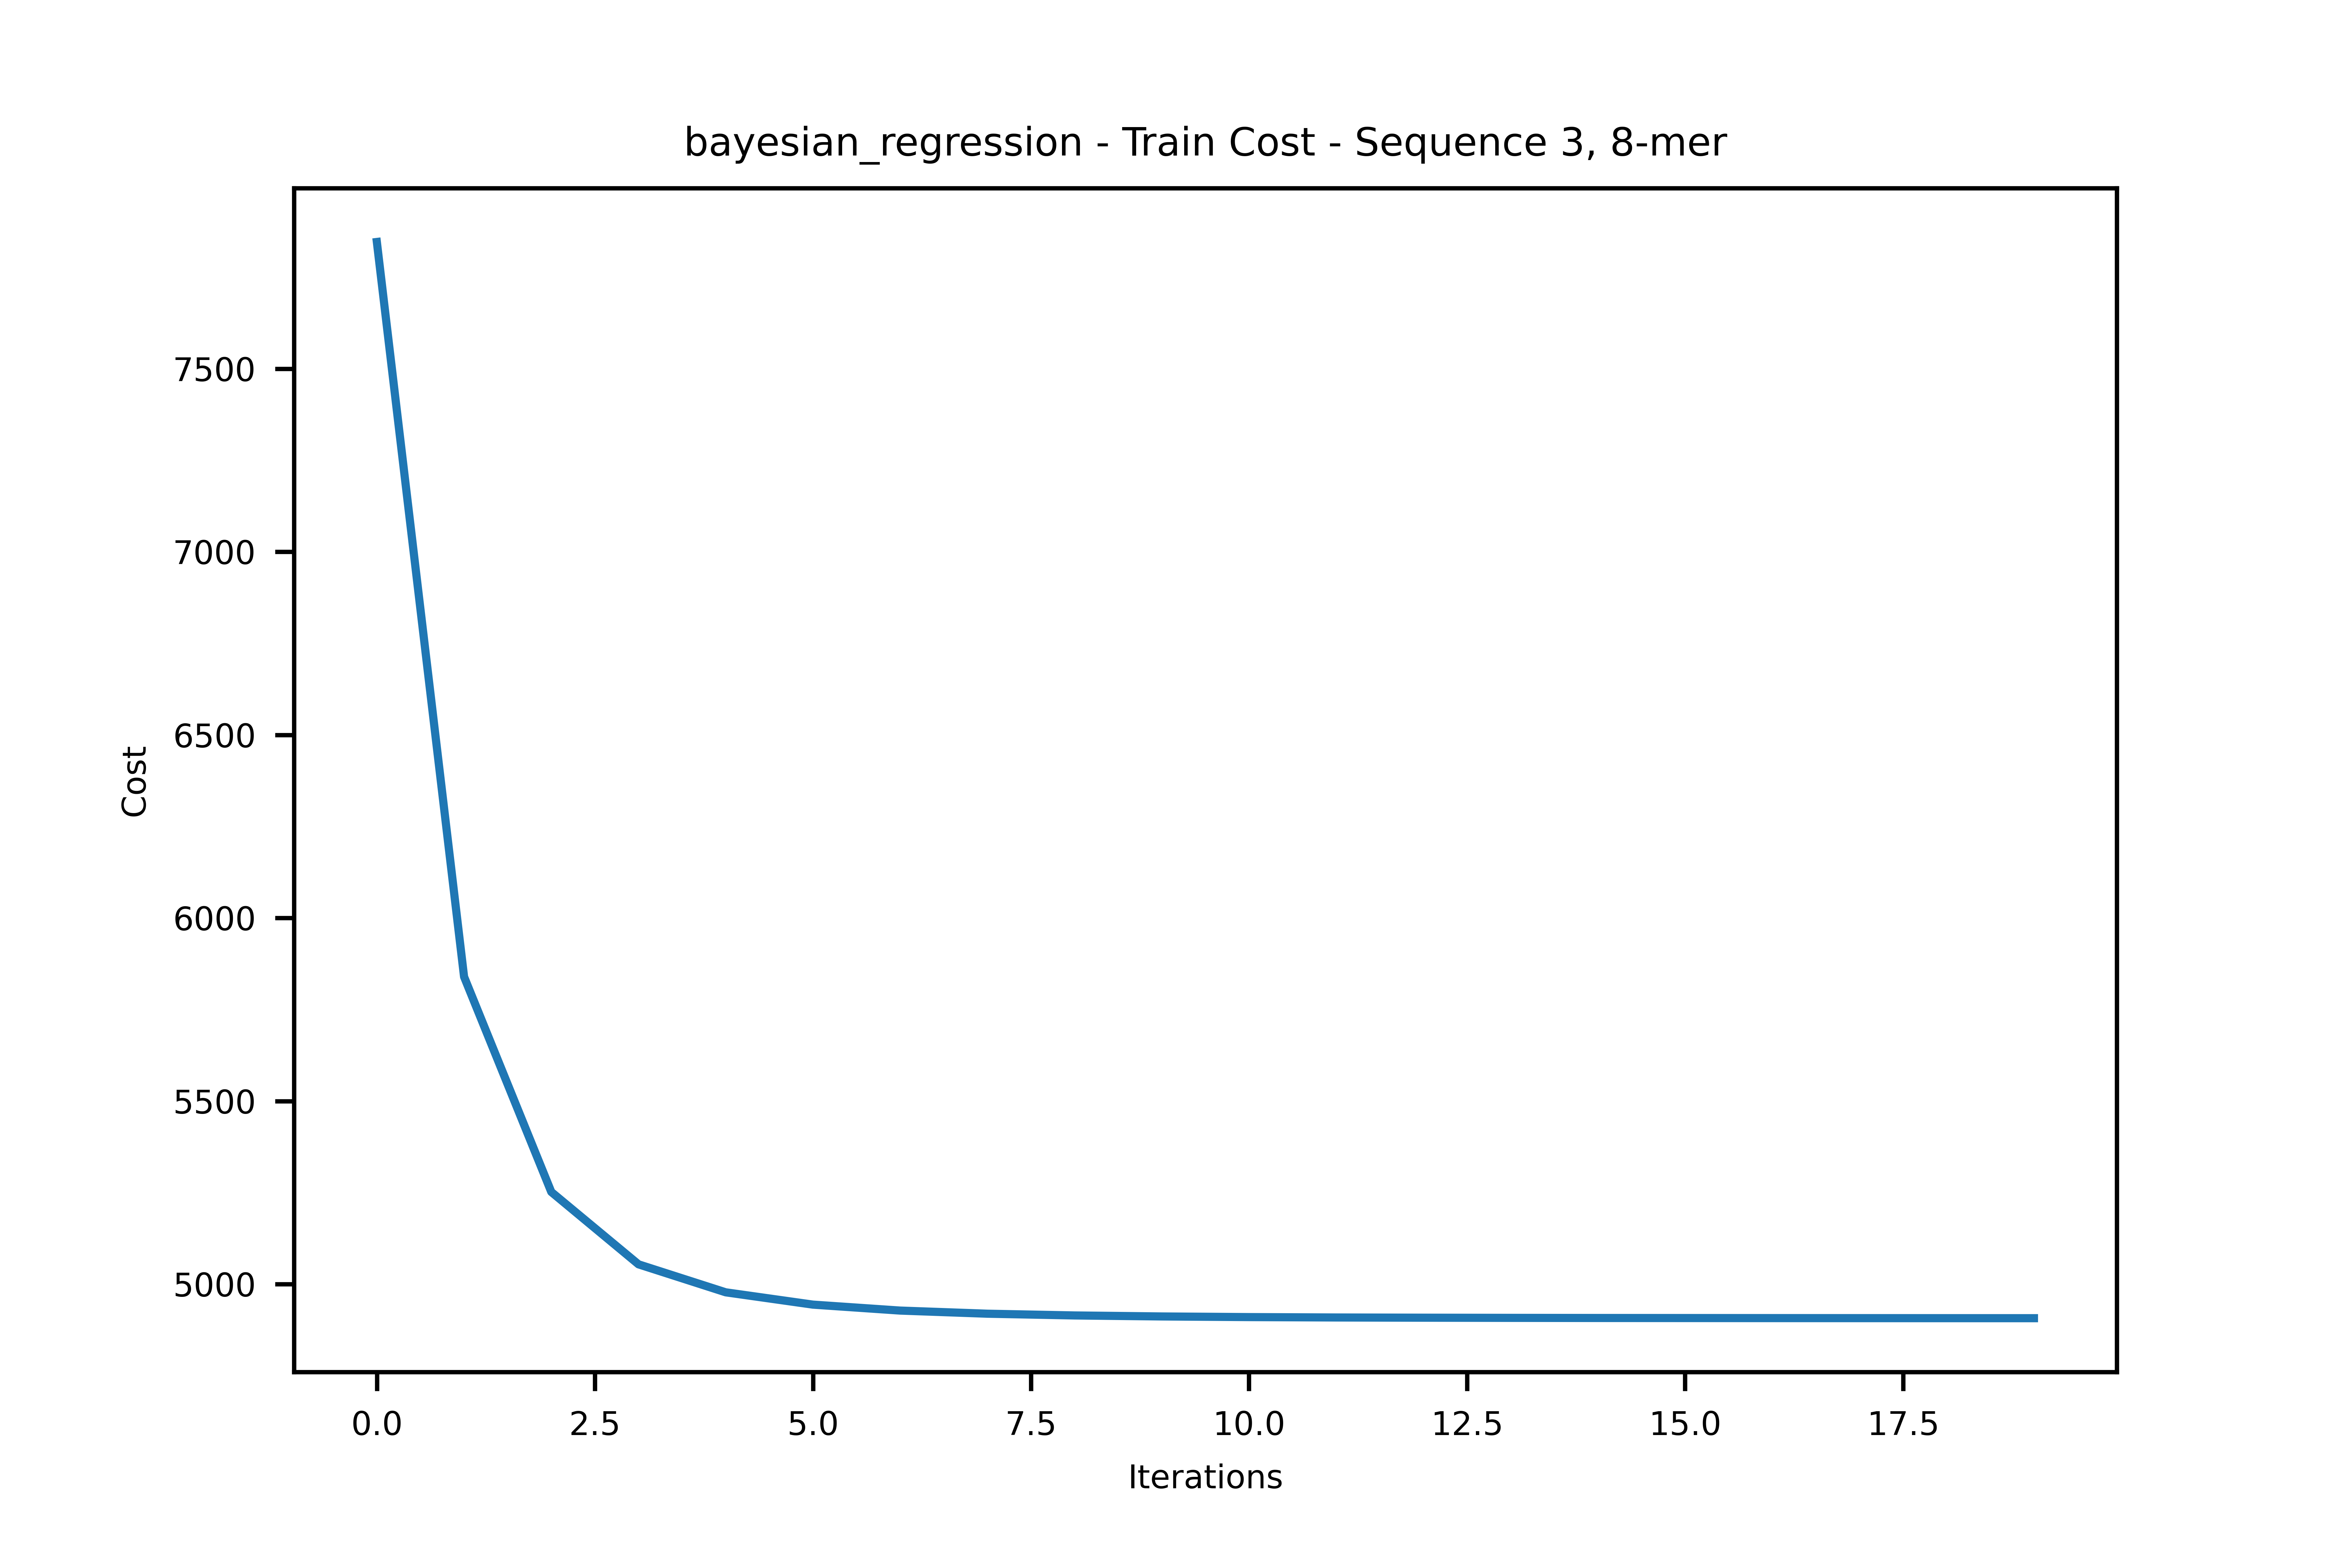 bayesian_regression - Train Cost - Sequence 3, 8-mer
7500
7000
6500
6000
5500
5000
Cost
0.0 2.5 5.0 7.5 10.0 12.5 15.0 17.5
Iterations